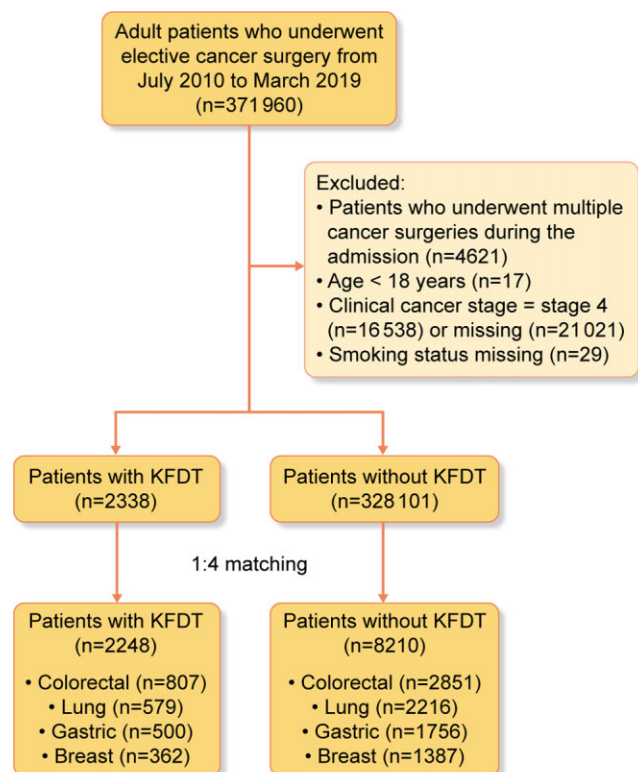 Adult patients who underwent
elective cancer surgery from
July 2010 to March 2019
(n=371 960)
Excluded:
• Patients who underwent multiple
cancer surgeries during the
admission (n=4621)
• Age < 18 years (n=17)
• Clinical cancer stage = stage 4
(n=16 538) or missing (n=21 021)
• Smoking status missing (n=29)
Patients with KFDT
(n=2338)
Patients without KFDT
(n=328 101)
1:4 matching
Patients with KFDT
(n=2248)
• Colorectal (n=807)
• Lung (n=579)
• Gastric (n=500)
• Breast (n=362)
Patients without KFDT
(n=8210)
• Colorectal (n=2851)
• Lung (n=2216)
• Gastric (n=1756)
• Breast (n=1387)